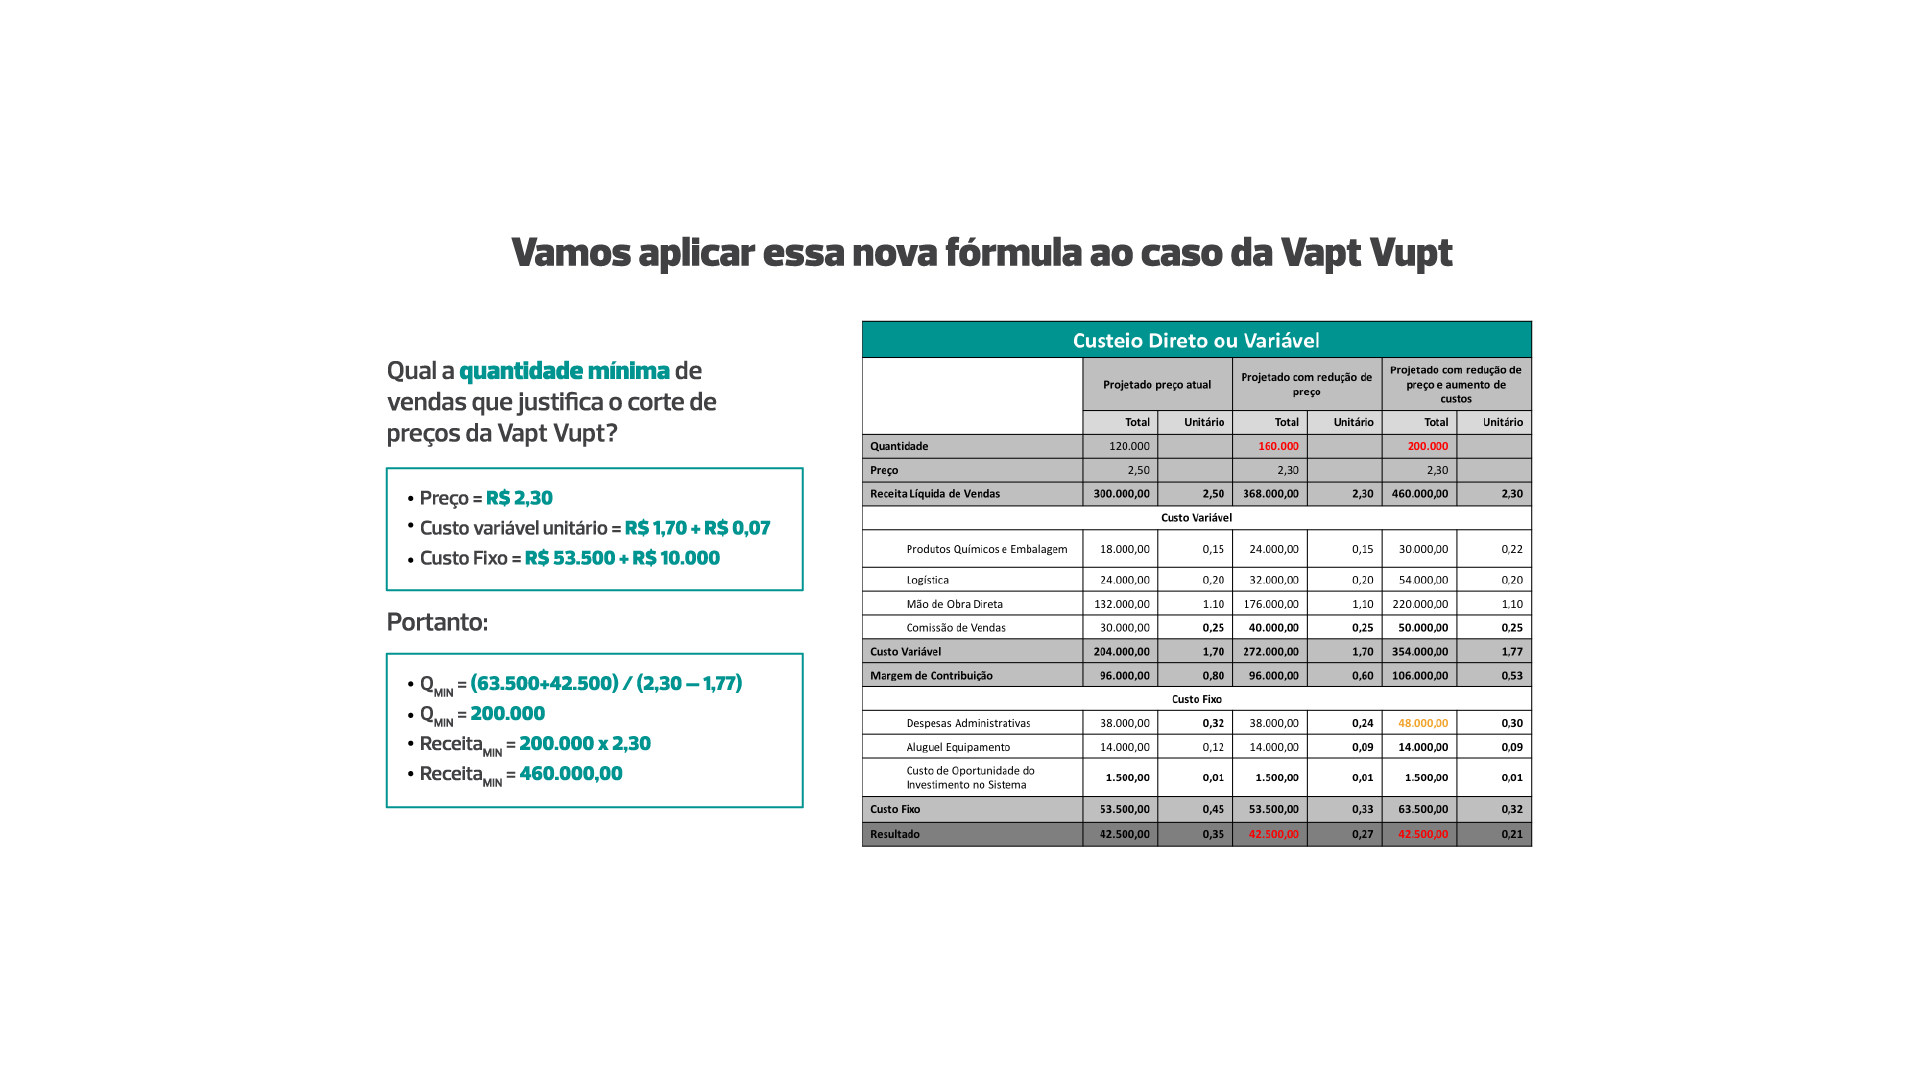 Vamos aplicar essa nova fórmula ao caso da Vapt Vupt
Qual a quantidade mínima de
vendas que justifica o corte de
preços da Vapt Vupt?
• Preço = R$ 2,30
• Custo variável unitário = R$ 1,70 + R$ 0,07
• Custo Fixo = R$ 53.500 + R$ 10.000
Portanto:
• QMIN = (63.500+42.500) / (2,30 – 1,77)
• QMIN = 200.000
• ReceitaMIN = 200.000 x 2,30
• ReceitaMIN = 460.000,00
Custeio Direto ou Variável
Projetado preço atual
Projetado com redução de
preço
Projetado com redução de
preço e aumento de
custos
Total Unitário Total Unitário Total Unitário
Quantidade 120.000 160.000 200.000
Preço 2,50 2,30 2,30
Receita Líquida de Vendas 300.000,00 2,50 368.000,00 2,30 460.000,00 2,30
Custo Variável
Produtos Químicos e Embalagem 18.000,00 0,15 24.000,00 0,15 30.000,00 0,22
Logística 24.000,00 0,20 32.000,00 0,20 54.000,00 0,20
Mão de Obra Direta 132.000,00 1.10 176.000,00 1,10 220.000,00 1,10
Comissão de Vendas 30.000,00 0,25 40.000,00 0,25 50.000,00 0,25
Custo Variável 204.000,00 1,70 272.000,00 1,70 354.000,00 1,77
Margem de Contribuição 96.000,00 0,80 96.000,00 0,60 106.000,00 0,53
Custo Fixo
Despesas Administrativas 38.000,00 0,32 38.000,00 0,24 48.000,00 0,30
Aluguel Equipamento 14.000,00 0,12 14.000,00 0,09 14.000,00 0,09
Custo de Oportunidade do
Investimento no Sistema 1.500,00 0,01 1.500,00 0,01 1.500,00 0,01
Custo Fixo 53.500,00 0,45 53.500,00 0,33 63.500,00 0,32
Resultado 42.500,00 0,35 42.500,00 0,27 42.500,00 0,21